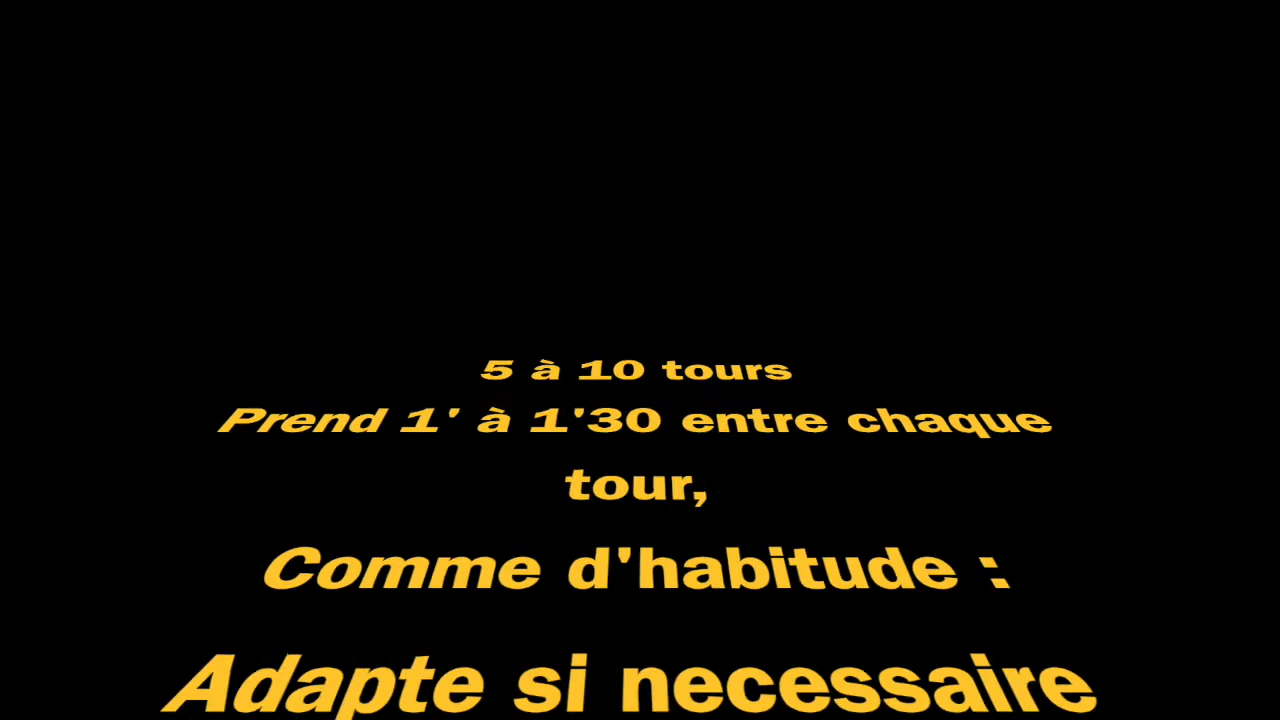 5 à 10 tours
Prend 1' à 1'30 entre chaque
tour,
Comme d'habitude :
Adapte si necessaire